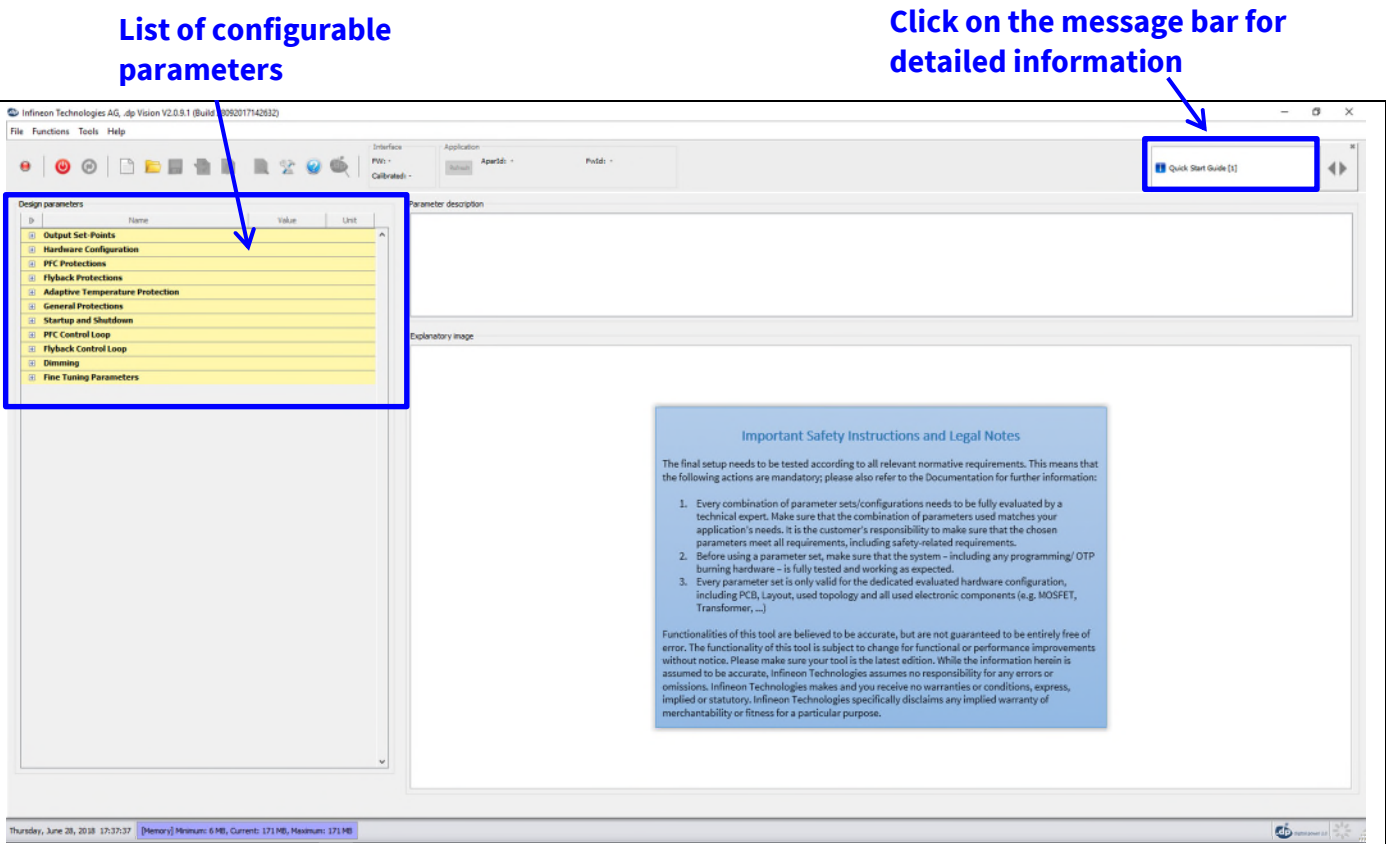 List of configurable
parameters
Click on the message bar for
detailed information
Infineon Technologies AG, .dp Vision V2.0.9.1 (Build 0092017142632)
File Functions Tools Help
Interface
PWI: -
Calibrated: -
Application
Refresh
AparId: -
FwId: -
Quick Start Guide [1]
Design parameters
Name Value Unit
Output Set-Points
Hardware Configuration
PFC Protections
Flyback Protections
Adaptive Temperature Protection
General Protections
Startup and Shutdown
PFC Control Loop
Flyback Control Loop
Dimming
Fine Tuning Parameters
Parameter description
Explanatory image
Important Safety Instructions and Legal Notes
The final setup needs to be tested according to all relevant normative requirements. This means that
the following actions are mandatory; please also refer to the Documentation for further information:
1. Every combination of parameter sets/configurations needs to be fully evaluated by a
technical expert. Make sure that the combination of parameters used matches your
application's needs. It is the customer's responsibility to make sure that the chosen
parameters meet all requirements, including safety-related requirements.
2. Before using a parameter set, make sure that the system – including any programming/ OTP
burning hardware – is fully tested and working as expected.
3. Every parameter set is only valid for the dedicated evaluated hardware configuration,
including PCB, Layout, used topology and all used electronic components (e.g. MOSFET,
Transformer, ...)
Functionalities of this tool are believed to be accurate, but are not guaranteed to be entirely free of
error. The functionality of this tool is subject to change for functional or performance improvements
without notice. Please make sure your tool is the latest edition. While the information herein is
assumed to be accurate, Infineon Technologies assumes no responsibility for any errors or
omissions. Infineon Technologies makes and you receive no warranties or conditions, express,
implied or statutory. Infineon Technologies specifically disclaims any implied warranty of
merchantability or fitness for a particular purpose.
Thursday, June 28, 2018 17:37:37 [Memory] Minimum: 6 MB, Current: 171 MB, Maximum: 171 MB
.dp